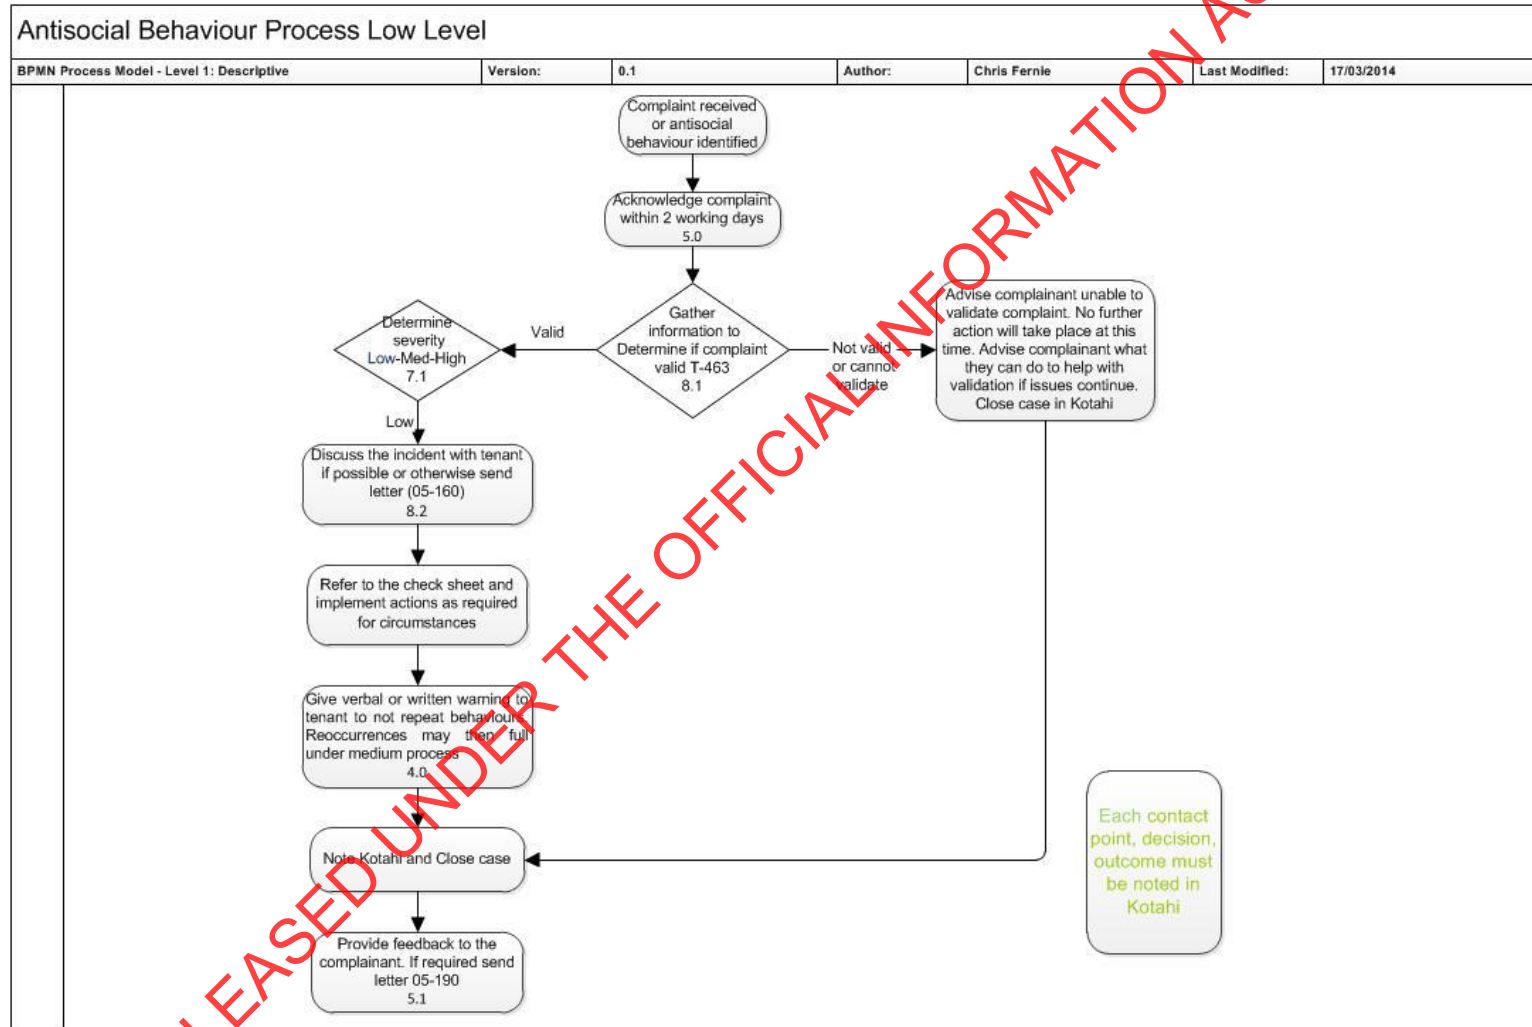 Antisocial Behaviour Process Low Level
BPMN Process Model - Level 1: Descriptive Version: 0.1 Author: Chris Fernie Last Modified: 17/03/2014
Complaint received
or antisocial
behaviour identified
Acknowledge complaint
within 2 working days
5.0
Gather
information to
Determine if complaint
valid T-463
8.1
Valid
Not valid
or cannot
validate
Determine
severity
Low-Med-High
7.1
Low
Advise complainant unable to
validate complaint. No further
action will take place at this
time. Advise complainant what
they can do to help with
validation if issues continue.
Close case in Kotahi
Discuss the incident with tenant
if possible or otherwise send
letter (05-160)
8.2
Refer to the check sheet and
implement actions as required
for circumstances
Give verbal or written warning to
tenant to not repeat behaviours.
Reoccurrences may then full
under medium process
4.0
Note Kotahi and Close case
Provide feedback to the
complainant. If required send
letter 05-190
5.1
Each contact
point, decision,
outcome must
be noted in
Kotahi
EASED UNDER THE OFFICIAL INFORMATION A